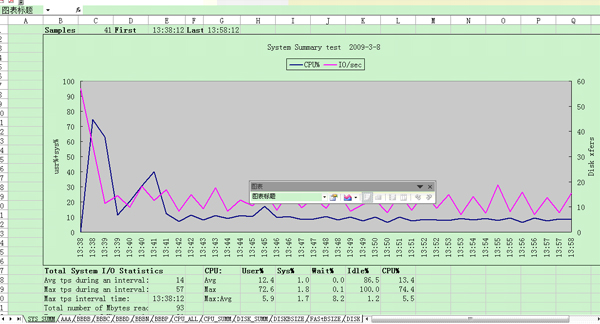 图表标题 fx
A B C D E F G H I J K L M N O P Q
Samples 41 First 13:38:12 Last 13:58:12
System Summary test 2009-3-8
CPU% IO/sec
100 90 80 70 60 50 40 30 20 10 0
usr%+sys%
60 50 40 30 20 10 0
Disk xfers
图表
图表标题
13:38 13:38 13:39 13:39 13:40 13:41 13:41 13:42 13:42 13:43 13:43 13:44 13:44 13:45 13:45 13:46 13:46 13:47 13:47 13:48 13:48 13:49 13:49 13:50 13:50 13:51 13:51 13:52 13:52 13:53 13:53 13:54 13:54 13:55 13:55 13:56 13:56 13:57 13:57 13:58
Total System I/O Statistics CPU: User% Sys% Wait% Idle% CPU%
Avg tps during an interval: 14 Avg 12.4 1.0 0.0 86.5 13.4
Max tps during an interval: 57 Max 72.6 1.8 0.1 100.0 74.4
Max tps interval time: 13:38:12 Max:Avg 5.9 1.7 8.2 1.2 5.5
Total number of Mbytes read 93
SYS_SUMM AAA BBBB BBBC BBBD BBBN BBBP CPU_ALL CPU_SUMM DISK_SUMM DISKBSIZE FAStBSIZE DISK